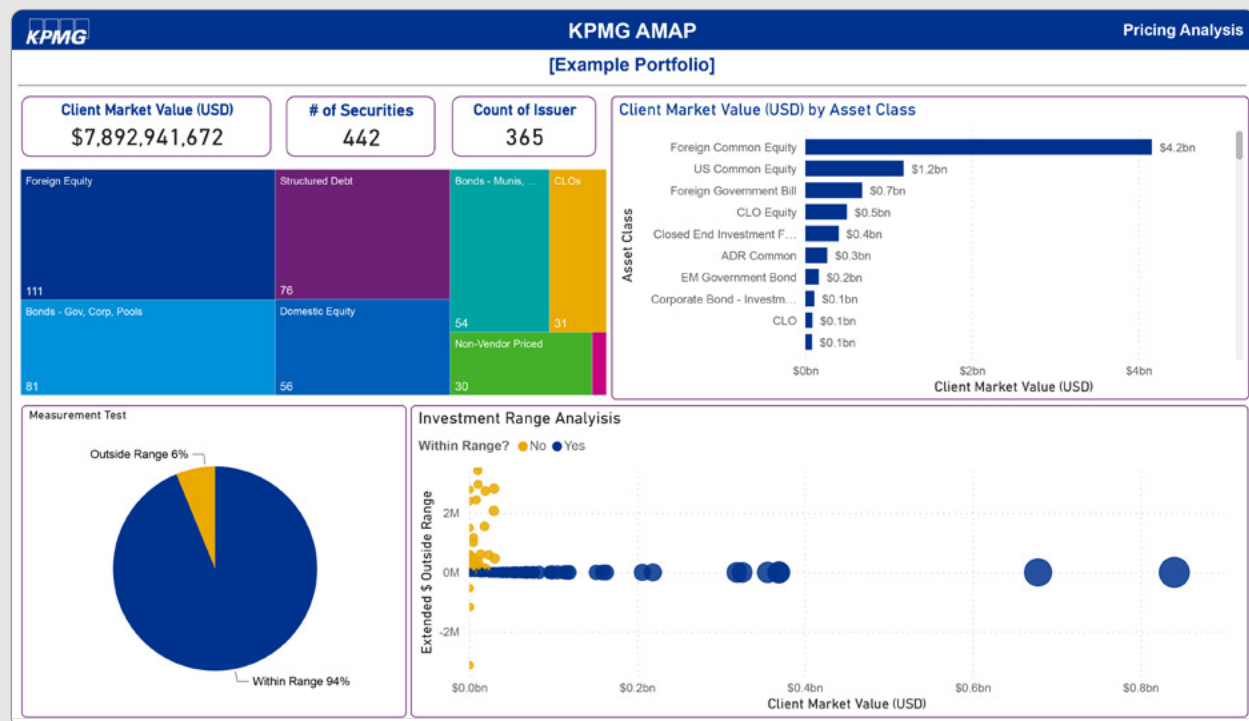 KPMG
KPMG AMAP
Pricing Analysis
[Example Portfolio]
Client Market Value (USD)
$7,892,941,672
# of Securities
442
Count of Issuer
365
Foreign Equity
111
Structured Debt
76
Bonds - Munis, ...
54
CLOs
31
Bonds - Gov, Corp, Pools
81
Domestic Equity
56
Non-Vendor Priced
30
Client Market Value (USD) by Asset Class
Asset Class
Foreign Common Equity
$4.2bn
US Common Equity
$1.2bn
Foreign Government Bill
$0.7bn
CLO Equity
$0.5bn
Closed End Investment F...
$0.4bn
ADR Common
$0.3bn
EM Government Bond
$0.2bn
Corporate Bond - Investm...
$0.1bn
CLO
$0.1bn
$0.1bn
$0bn
$2bn
$4bn
Client Market Value (USD)
Measurement Test
Outside Range 6%
Within Range 94%
Investment Range Analyisis
Within Range? No Yes
Extended $ Outside Range
2M
0M
-2M
$0.0bn
$0.2bn
$0.4bn
$0.6bn
$0.8bn
Client Market Value (USD)